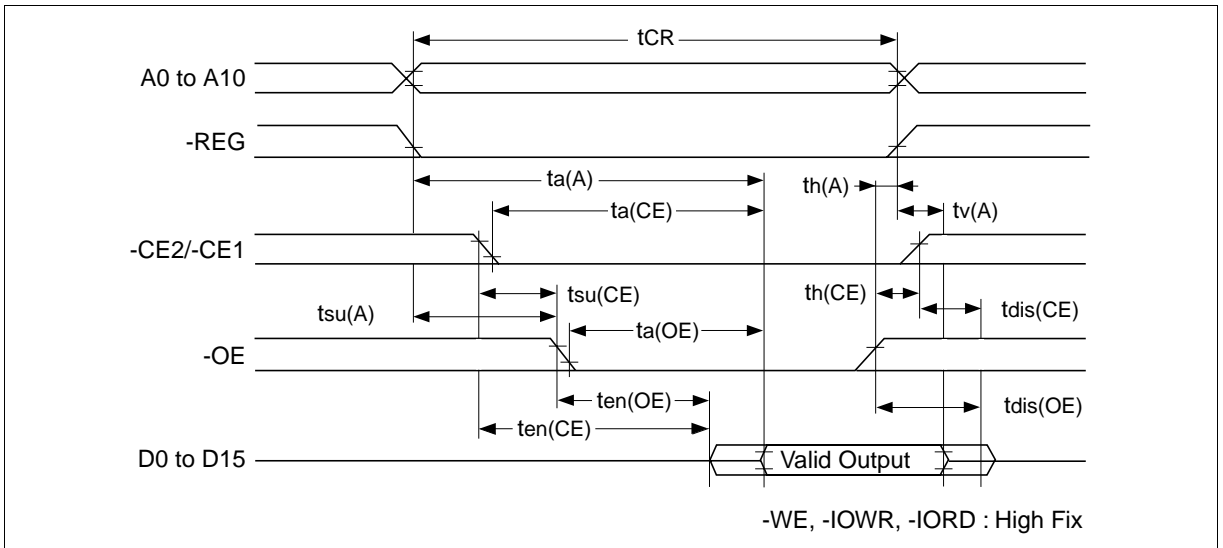 tCR
A0 to A10
-REG
ta(A)
th(A)
ta(CE)
tv(A)
-CE2/-CE1
tsu(CE)
th(CE)
tsu(A)
tdis(CE)
ta(OE)
-OE
ten(OE)
tdis(OE)
ten(CE)
D0 to D15
Valid Output
-WE, -IOWR, -IORD : High Fix